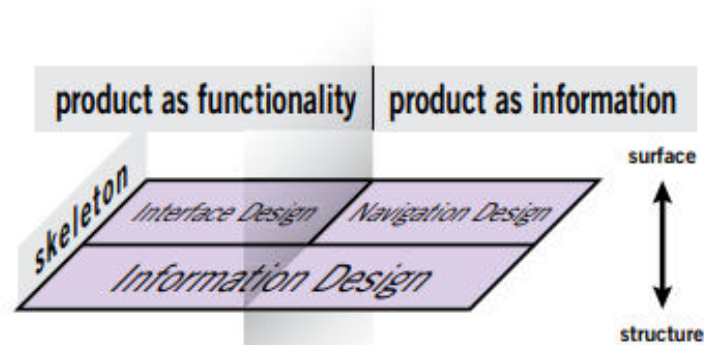 product as functionality
product as information
surface
skeleton
Interface Design
Navigation Design
Information Design
structure